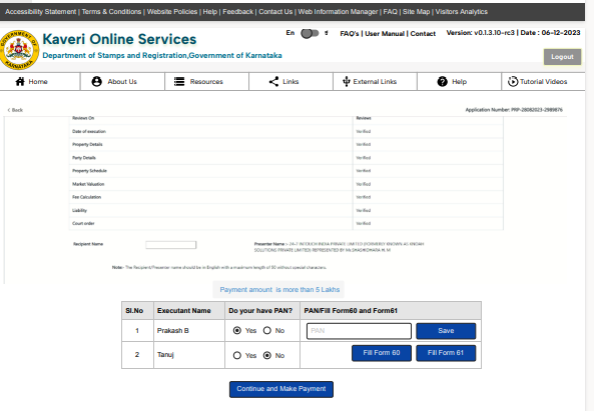 Accessibility Statement | Terms & Conditions | Website Policies | Help | Feedback | Contact Us | Web Information Manager | FAQ | Site Map | Visitors Analytics
Kaveri Online Services
En
FAQ's | User Manual | Contact
Version: v0.1.3.10-rc3 | Date : 06-12-2023
Department of Stamps and Registration,Government of Karnataka
Logout
Home About Us Resources Links External Links Help Tutorial Videos
< Back
Application Number: PRP-28082023-2989876
Reviews On Reviews
Date of execution Verified
Property Details Verified
Party Details Verified
Property Schedule Verified
Market Valuation Verified
Fee Calculation Verified
Liability Verified
Court order Verified
Recipient Name
Presenter Name :-
SOLUTIONS PRIVATE LIMITED) REPRESENTED BY
Note:- The Recipient/Presenter name should be in English with a maximum length of 50 without special characters.
Payment amount is more than 5 Lakhs
Sl.No Executant Name Do your have PAN? PAN/Fill Form60 and Form61
1 Prakash B Yes No PAN Save
2 Tanuj Yes No Fill Form 60 Fill Form 61
Continue and Make Payment